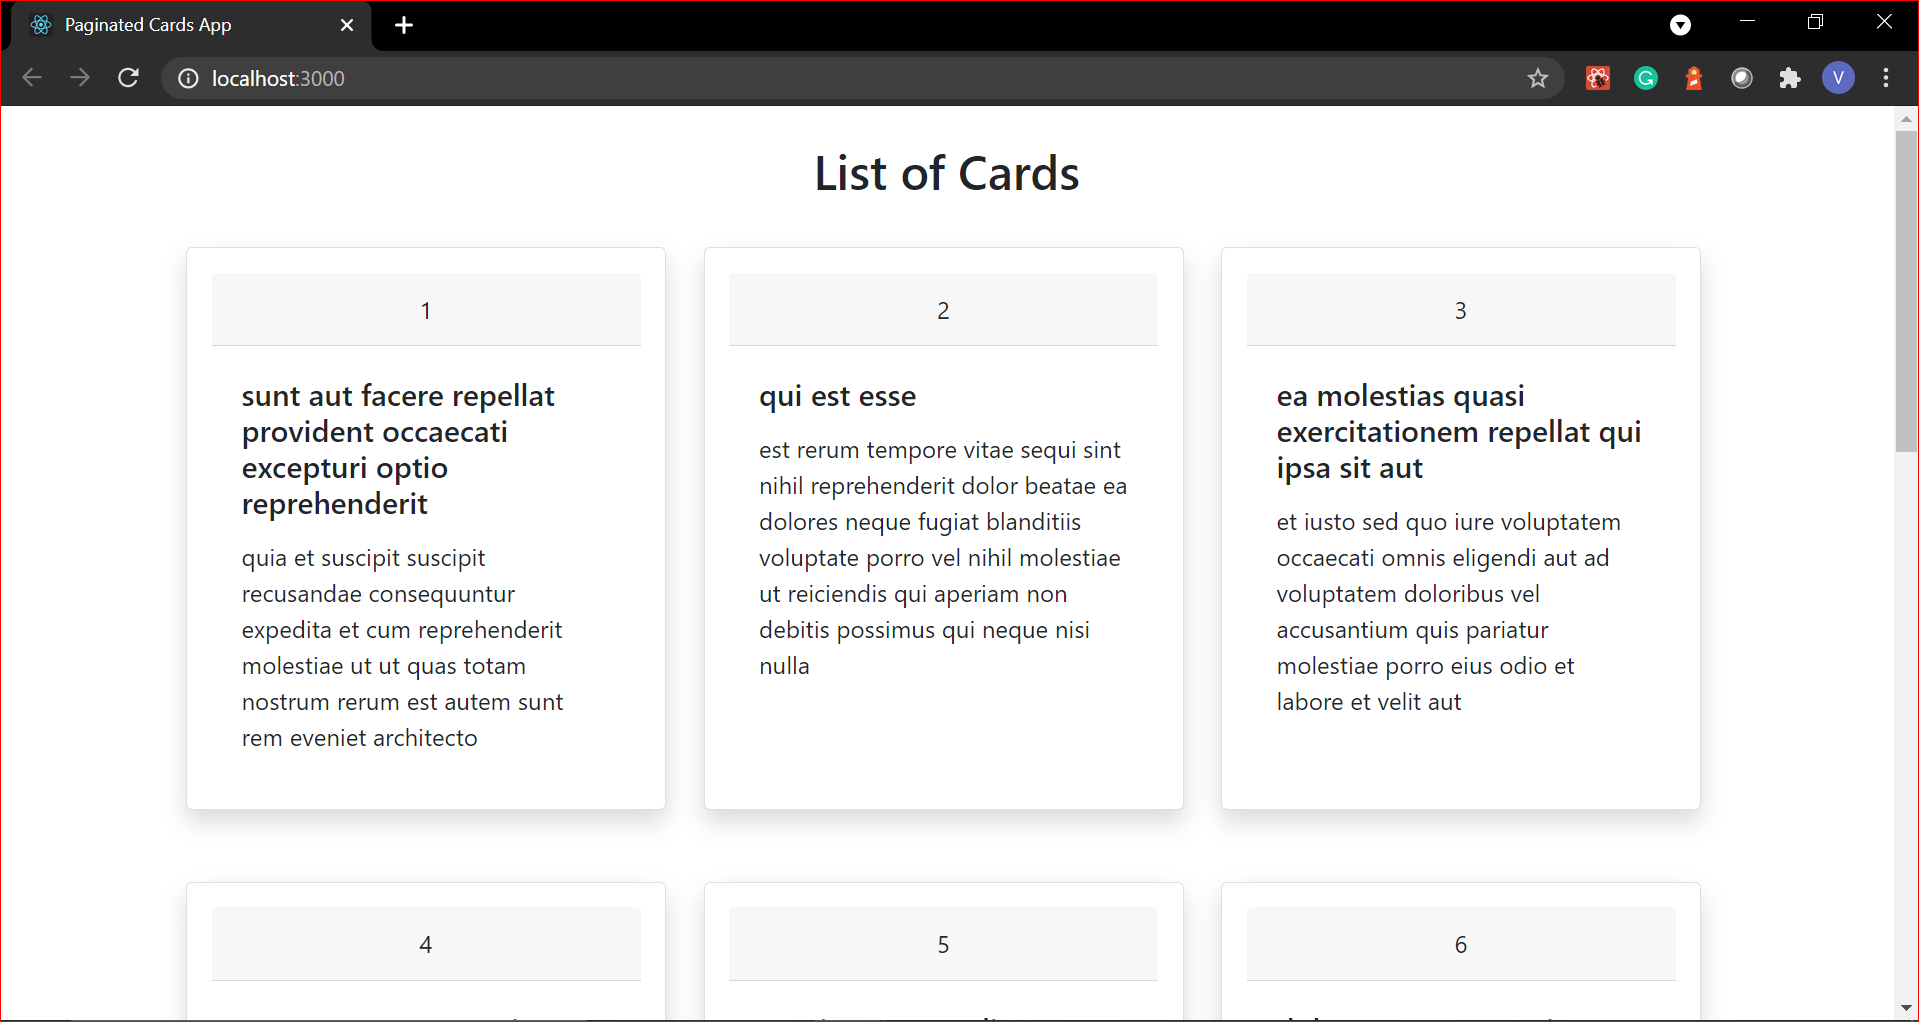 Paginated Cards App
localhost:3000
V
List of Cards
1
sunt aut facere repellat
provident occaecati
excepturi optio
reprehenderit
quia et suscipit suscipit
recusandae consequuntur
expedita et cum reprehenderit
molestiae ut ut quas totam
nostrum rerum est autem sunt
rem eveniet architecto
2
qui est esse
est rerum tempore vitae sequi sint
nihil reprehenderit dolor beatae ea
dolores neque fugiat blanditiis
voluptate porro vel nihil molestiae
ut reiciendis qui aperiam non
debitis possimus qui neque nisi
nulla
3
ea molestias quasi
exercitationem repellat qui
ipsa sit aut
et iusto sed quo iure voluptatem
occaecati omnis eligendi aut ad
voluptatem doloribus vel
accusantium quis pariatur
molestiae porro eius odio et
labore et velit aut
4
5
6